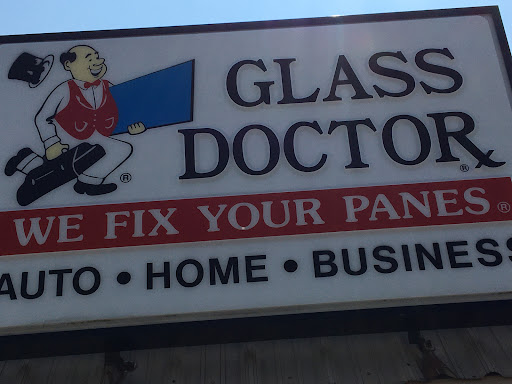 GLASS
DOCTOR®
WE FIX YOUR PANES®
AUTO • HOME • BUSINESS
®